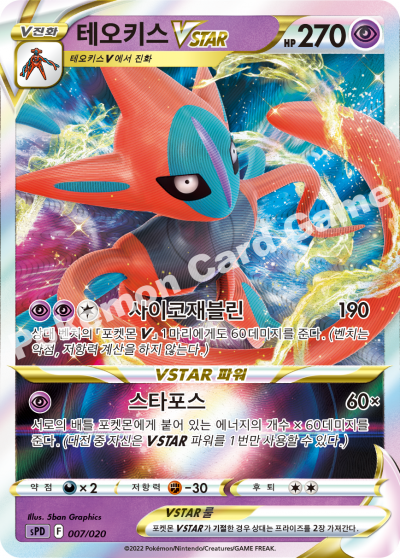 V진화 테오키스 VSTAR HP 270
테오키스 V에서 진화
Pokémon Card Game
사이코재블린 190
상대 벤치의 「포켓몬 V」 1마리에게도 60데미지를 준다. (벤치는
약점, 저항력 계산을 하지 않는다.)
VSTAR 파워
스타포스 60×
서로의 배틀 포켓몬에게 붙어 있는 에너지의 개수 × 60데미지를
준다. (대전 중 자신은 VSTAR 파워를 1번만 사용할 수 있다.)
약점 ×2 저항력 -30 후퇴
Illus. 5ban Graphics
sPD F 007/020
VSTAR룰
포켓몬 VSTAR가 기절한 경우 상대는 프라이즈를 2장 가져간다.
©2022 Pokémon/Nintendo/Creatures/GAME FREAK.